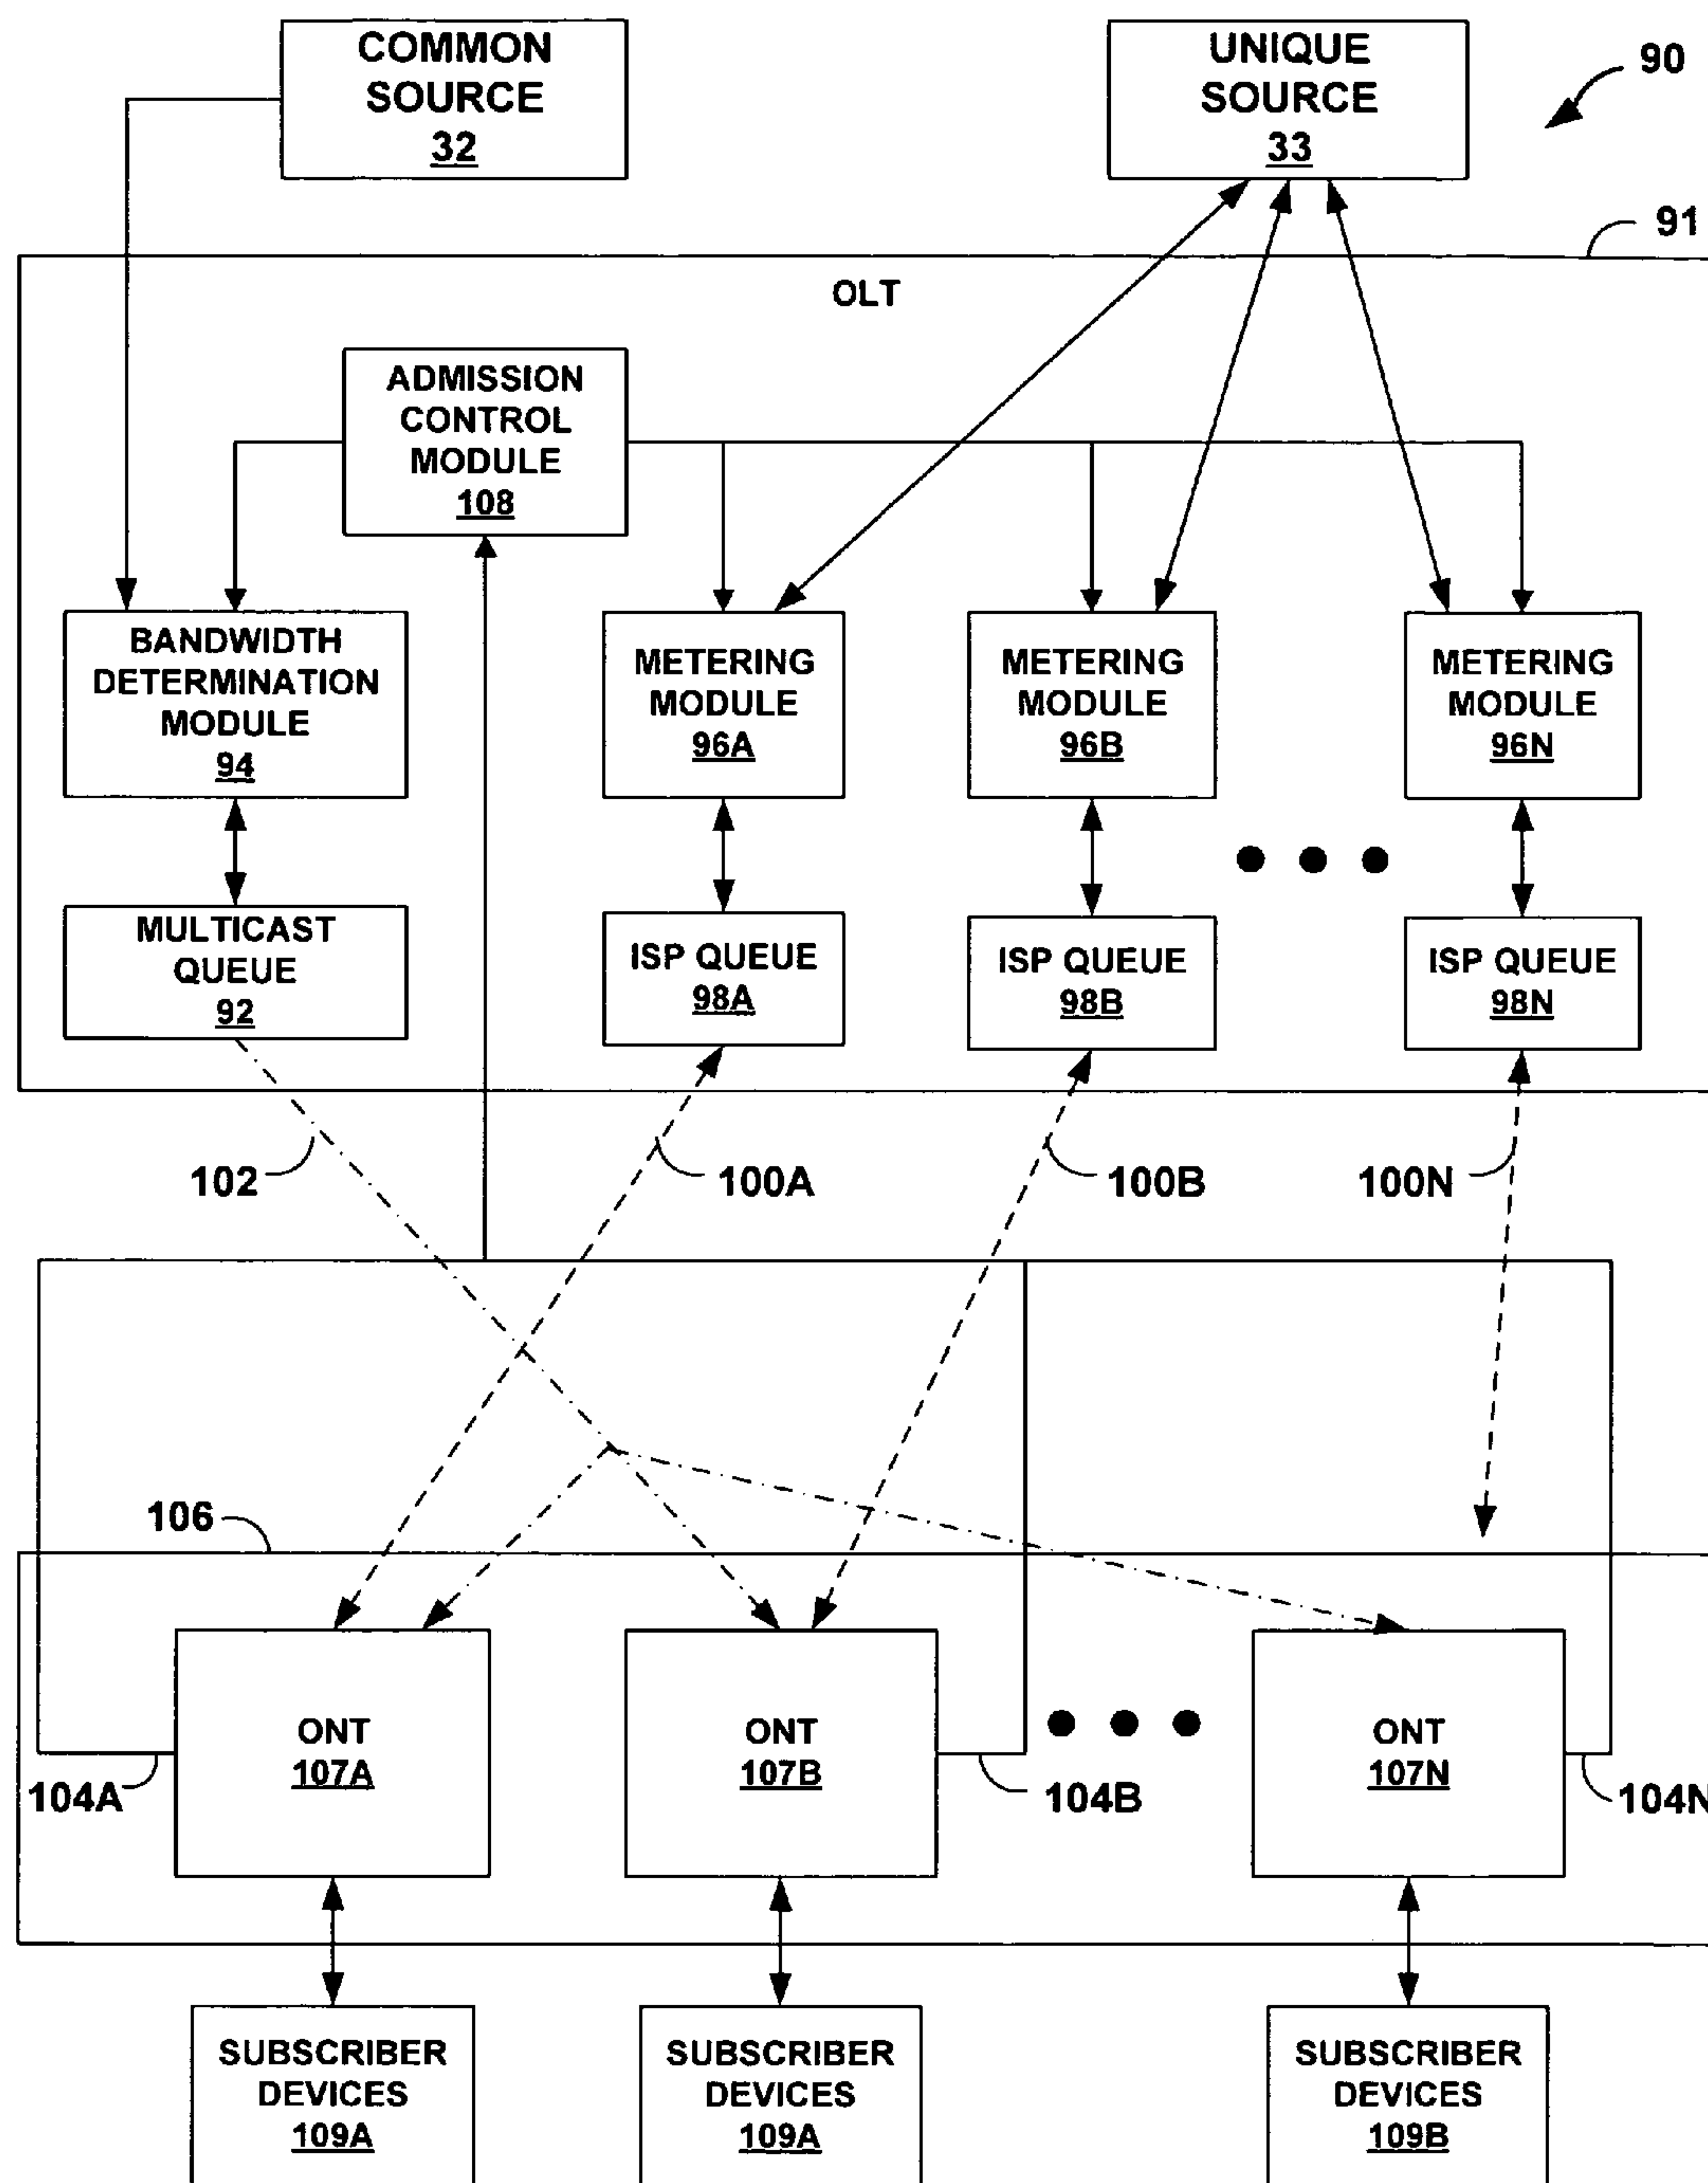 COMMON
SOURCE
32
UNIQUE
SOURCE
33
90
91
OLT
ADMISSION
CONTROL
MODULE
108
BANDWIDTH
DETERMINATION
MODULE
94
METERING
MODULE
96A
METERING
MODULE
96B
METERING
MODULE
96N
MULTICAST
QUEUE
92
ISP QUEUE
98A
ISP QUEUE
98B
ISP QUEUE
98N
102
100A
100B
100N
106
ONT
107A
ONT
107B
ONT
107N
104A
104B
104N
SUBSCRIBER
DEVICES
109A
SUBSCRIBER
DEVICES
109A
SUBSCRIBER
DEVICES
109B